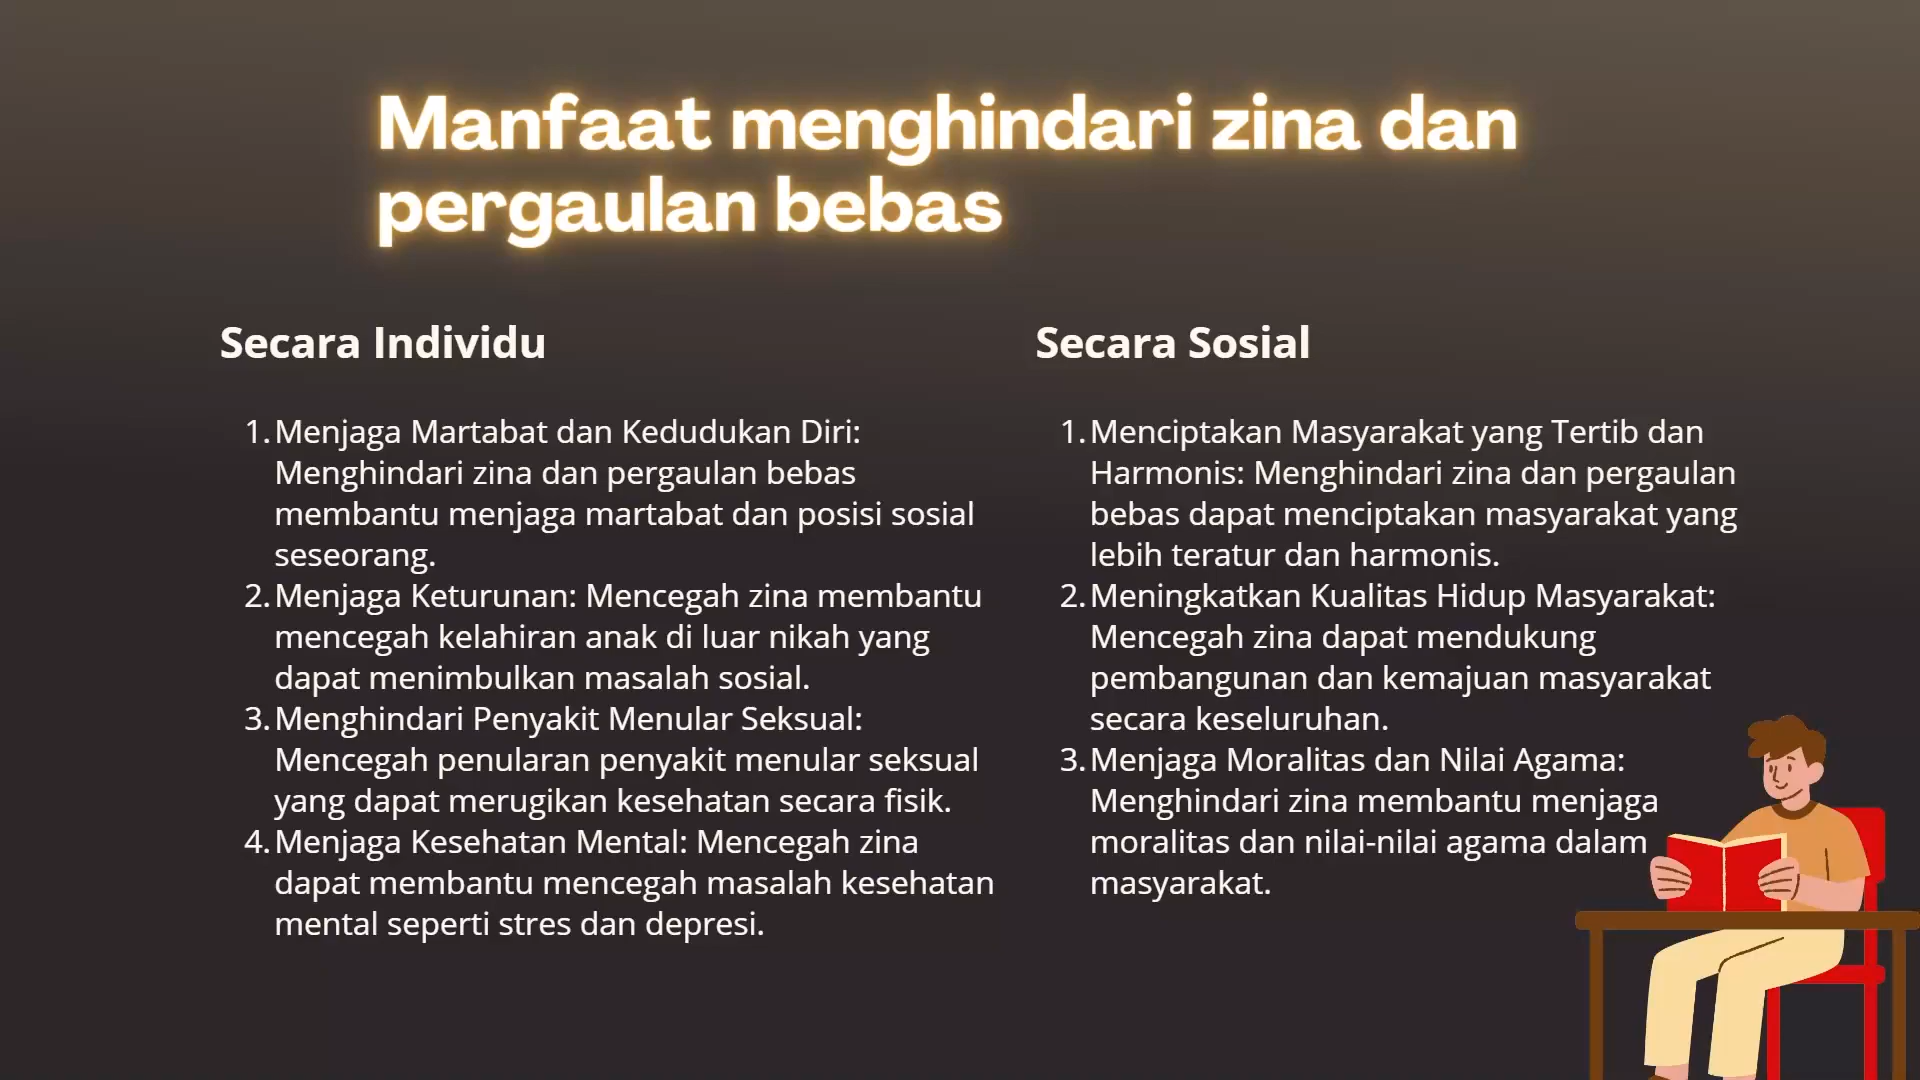 Manfaat menghindari zina dan
pergaulan bebas
Secara Individu
1. Menjaga Martabat dan Kedudukan Diri:
Menghindari zina dan pergaulan bebas
membantu menjaga martabat dan posisi sosial
seseorang.
2. Menjaga Keturunan: Mencegah zina membantu
mencegah kelahiran anak di luar nikah yang
dapat menimbulkan masalah sosial.
3. Menghindari Penyakit Menular Seksual:
Mencegah penularan penyakit menular seksual
yang dapat merugikan kesehatan secara fisik.
4. Menjaga Kesehatan Mental: Mencegah zina
dapat membantu mencegah masalah kesehatan
mental seperti stres dan depresi.
Secara Sosial
1. Menciptakan Masyarakat yang Tertib dan
Harmonis: Menghindari zina dan pergaulan
bebas dapat menciptakan masyarakat yang
lebih teratur dan harmonis.
2. Meningkatkan Kualitas Hidup Masyarakat:
Mencegah zina dapat mendukung
pembangunan dan kemajuan masyarakat
secara keseluruhan.
3. Menjaga Moralitas dan Nilai Agama:
Menghindari zina membantu menjaga
moralitas dan nilai-nilai agama dalam
masyarakat.